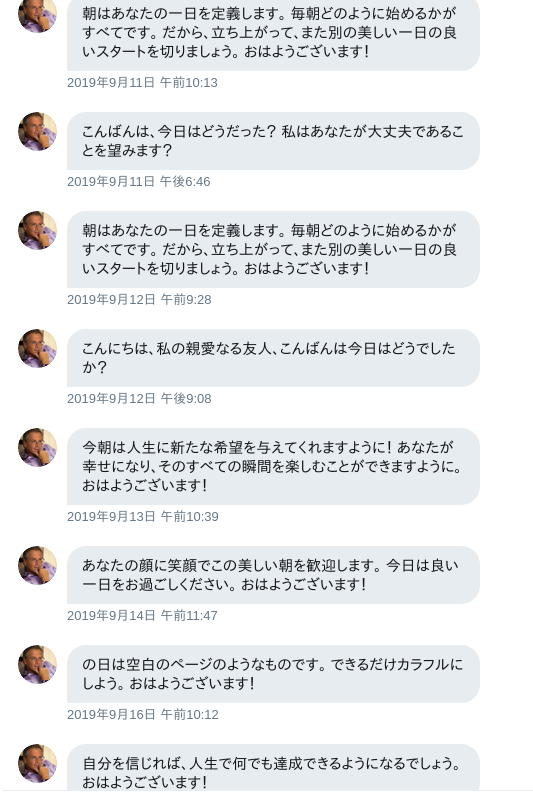 朝はあなたの一日を定義します。毎朝どのように始めるかが
すべてです。だから、立ち上がって、また別の美しい一日の良
いスタートを切りましょう。おはようございます！
2019年9月11日 午前10:13
こんばんは、今日はどうだった？ 私はあなたが大丈夫であるこ
とを望みます？
2019年9月11日 午後6:46
朝はあなたの一日を定義します。毎朝どのように始めるかが
すべてです。だから、立ち上がって、また別の美しい一日の良
いスタートを切りましょう。おはようございます！
2019年9月12日 午前9:28
こんにちは、私の親愛なる友人、こんばんは今日はどうでした
か？
2019年9月12日 午後9:08
今朝は人生に新たな希望を与えてくれますように！ あなたが
幸せになり、そのすべての瞬間を楽しむことができますように。
おはようございます！
2019年9月13日 午前10:39
あなたの顔に笑顔でこの美しい朝を歓迎します。今日は良い
一日をお過ごしください。おはようございます！
2019年9月14日 午前11:47
の日は空白のページのようなものです。できるだけカラフルに
しよう。おはようございます！
2019年9月16日 午前10:12
自分を信じれば、人生で何でも達成できるようになるでしょう。
おはようございます！